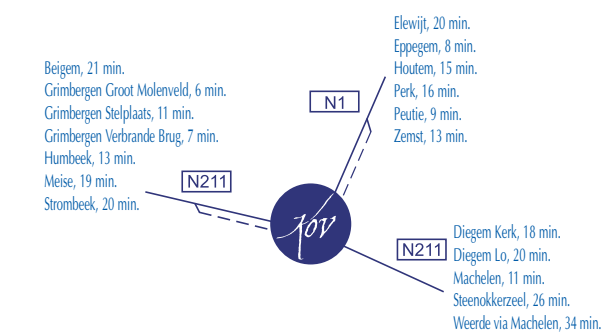 Elewijt, 20 min.
Eppegem, 8 min.
Houtem, 15 min.
Perk, 16 min.
Peutie, 9 min.
Zemst, 13 min.
N1
Beigem, 21 min.
Grimbergen Groot Molenveld, 6 min.
Grimbergen Stelplaats, 11 min.
Grimbergen Verbrande Brug, 7 min.
Humbeek, 13 min.
Meise, 19 min.
Strombeek, 20 min.
N211
Kov
N211
Diegem Kerk, 18 min.
Diegem Lo, 20 min.
Machelen, 11 min.
Steenokkerzeel, 26 min.
Weerde via Machelen, 34 min.